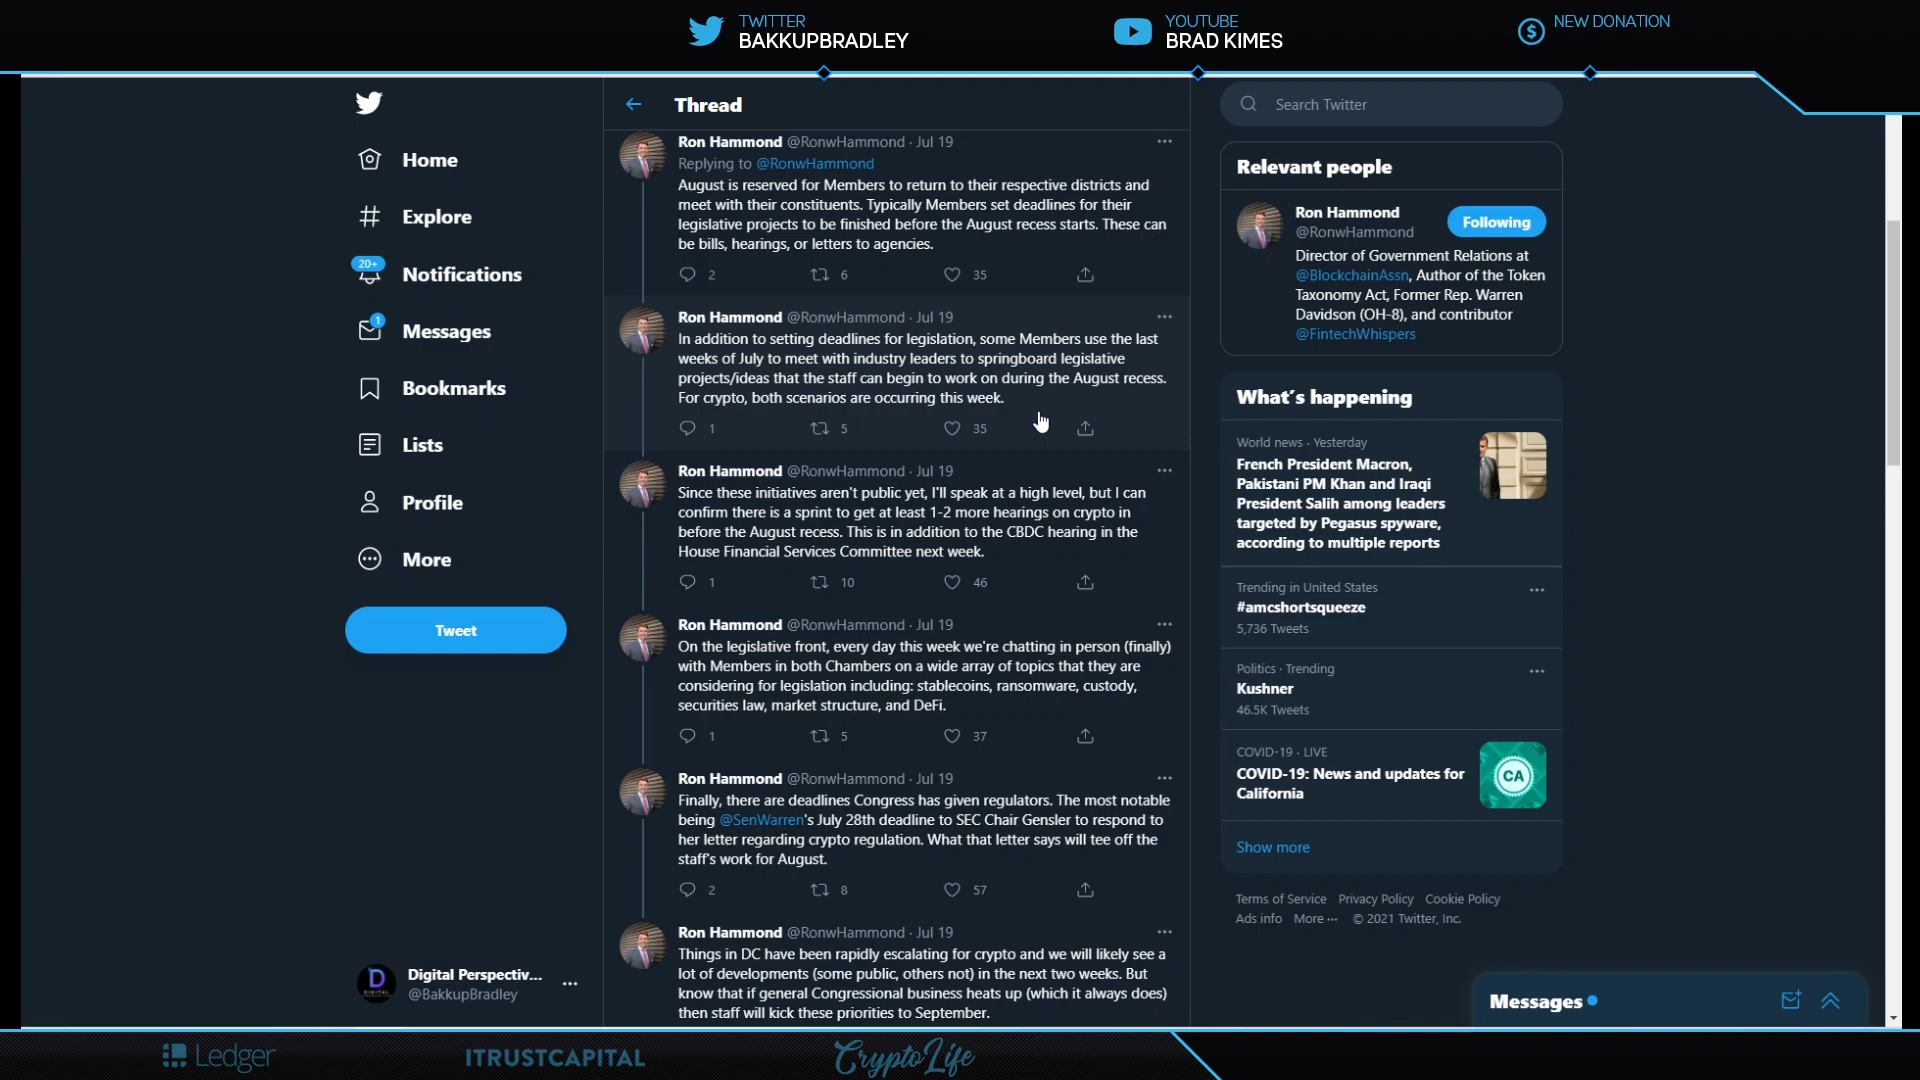 TWITTER
BAKKUPBRADLEY
YOUTUBE
BRAD KIMES
NEW DONATION
Home
Explore
20+
Notifications
1
Messages
Bookmarks
Lists
Profile
More
Tweet
Digital Perspectiv...
@BakkupBradley
Thread
Ron Hammond @RonwHammond · Jul 19
Replying to @RonwHammond
August is reserved for Members to return to their respective districts and
meet with their constituents. Typically Members set deadlines for their
legislative projects to be finished before the August recess starts. These can
be bills, hearings, or letters to agencies.
2 6 35
Ron Hammond @RonwHammond · Jul 19
In addition to setting deadlines for legislation, some Members use the last
weeks of July to meet with industry leaders to springboard legislative
projects/ideas that the staff can begin to work on during the August recess.
For crypto, both scenarios are occurring this week.
1 5 35
Ron Hammond @RonwHammond · Jul 19
Since these initiatives aren't public yet, I'll speak at a high level, but I can
confirm there is a sprint to get at least 1-2 more hearings on crypto in
before the August recess. This is in addition to the CBDC hearing in the
House Financial Services Committee next week.
1 10 46
Ron Hammond @RonwHammond · Jul 19
On the legislative front, every day this week we're chatting in person (finally)
with Members in both Chambers on a wide array of topics that they are
considering for legislation including: stablecoins, ransomware, custody,
securities law, market structure, and DeFi.
1 5 37
Ron Hammond @RonwHammond · Jul 19
Finally, there are deadlines Congress has given regulators. The most notable
being @SenWarren's July 28th deadline to SEC Chair Gensler to respond to
her letter regarding crypto regulation. What that letter says will tee off the
staff's work for August.
2 8 57
Ron Hammond @RonwHammond · Jul 19
Things in DC have been rapidly escalating for crypto and we will likely see a
lot of developments (some public, others not) in the next two weeks. But
know that if general Congressional business heats up (which it always does)
then staff will kick these priorities to September.
Search Twitter
Relevant people
Ron Hammond
@RonwHammond
Following
Director of Government Relations at
@BlockchainAssn, Author of the Token
Taxonomy Act, Former Rep. Warren
Davidson (OH-8), and contributor
@FintechWhispers
What's happening
World news · Yesterday
French President Macron,
Pakistani PM Khan and Iraqi
President Salih among leaders
targeted by Pegasus spyware,
according to multiple reports
Trending in United States
#amcshortsqueeze
5,736 Tweets
Politics · Trending
Kushner
46.5K Tweets
COVID-19 · LIVE
COVID-19: News and updates for
California
CA
Show more
Terms of Service Privacy Policy Cookie Policy
Ads info More ··· © 2021 Twitter, Inc.
Messages
Ledger
ITRUSTCAPITAL
CryptoLife